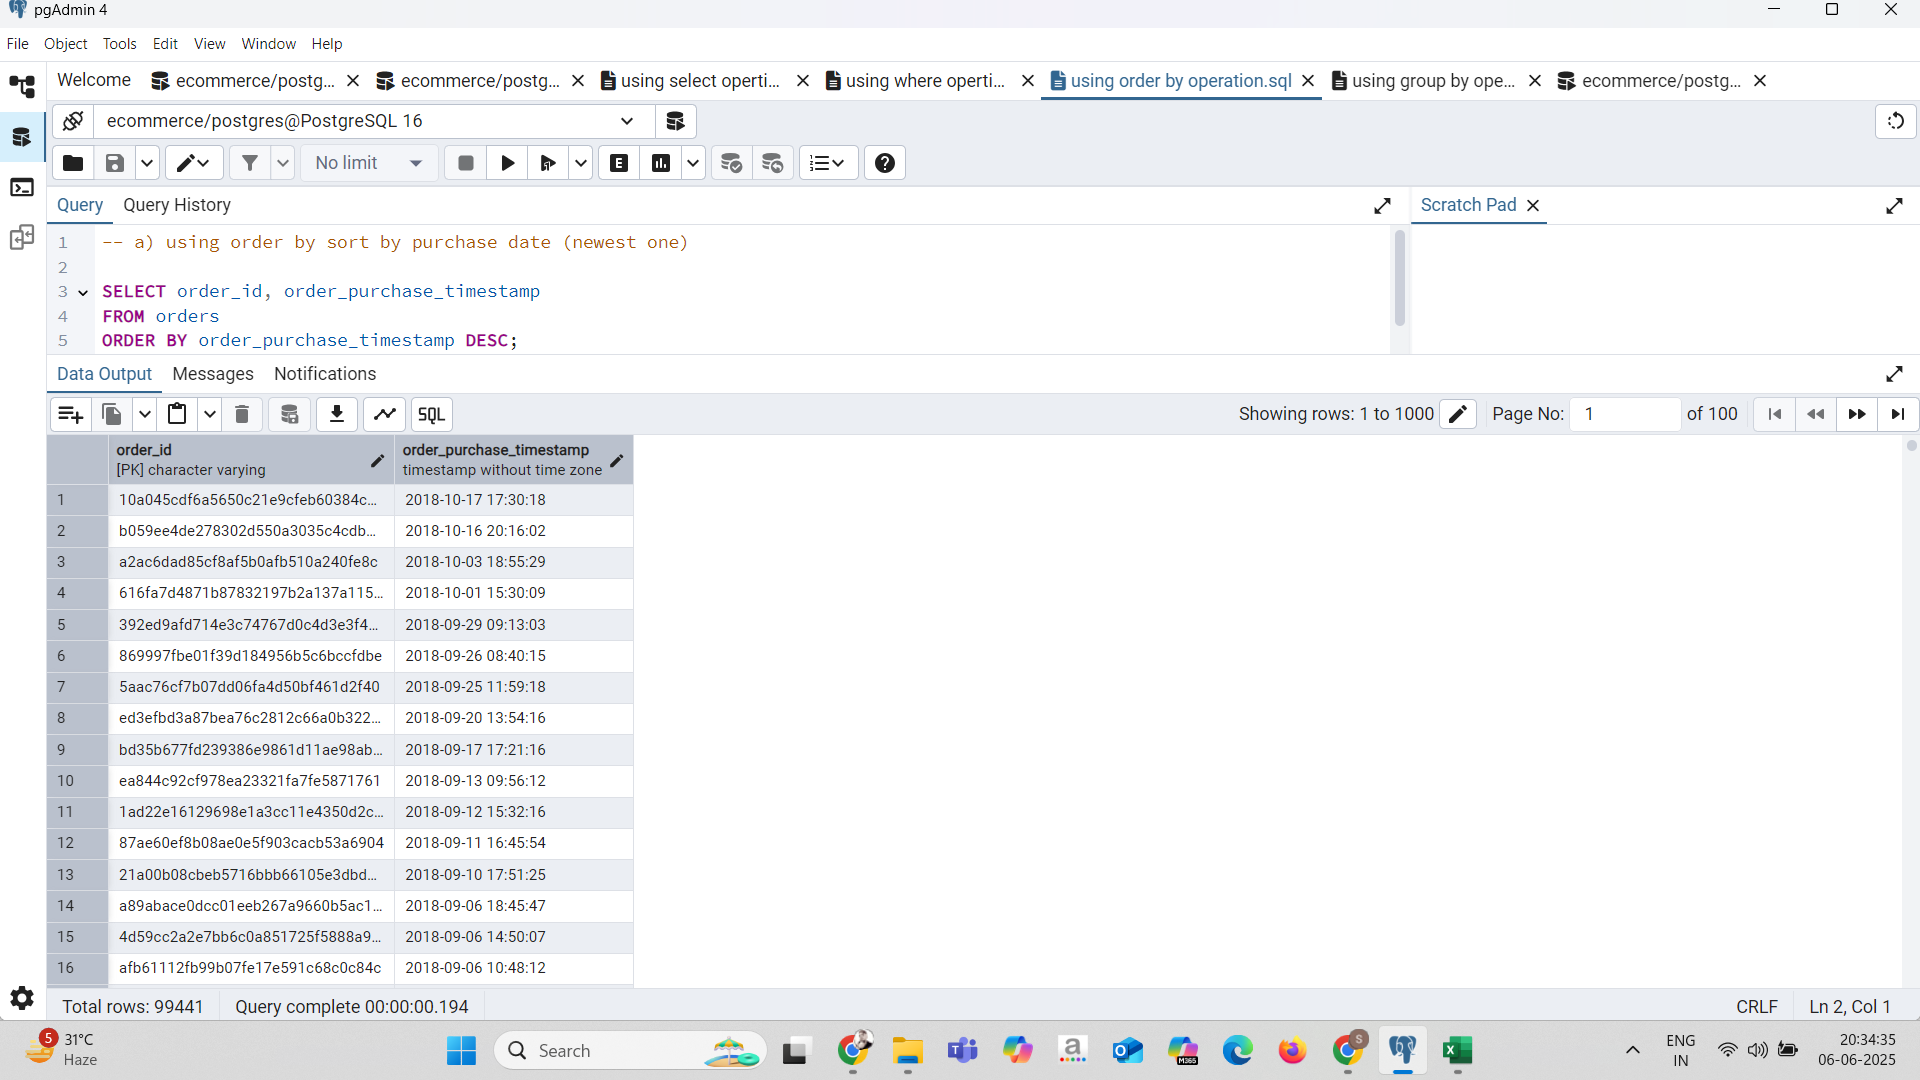 pgAdmin 4
File Object Tools Edit View Window Help
Welcome ecommerce/postg... ecommerce/postg... using select operti... using where operti... using order by operation.sql using group by ope... ecommerce/postg...
ecommerce/postgres@PostgreSQL 16
No limit E
Query Query History Scratch Pad
1 -- a) using order by sort by purchase date (newest one)
2
3 SELECT order_id, order_purchase_timestamp
4 FROM orders
5 ORDER BY order_purchase_timestamp DESC;
Data Output Messages Notifications
SQL Showing rows: 1 to 1000 Page No: 1 of 100
order_id order_purchase_timestamp
[PK] character varying timestamp without time zone
1 10a045cdf6a5650c21e9cfeb60384c... 2018-10-17 17:30:18
2 b059ee4de278302d550a3035c4cdb... 2018-10-16 20:16:02
3 a2ac6dad85cf8af5b0afb510a240fe8c 2018-10-03 18:55:29
4 616fa7d4871b87832197b2a137a115... 2018-10-01 15:30:09
5 392ed9afd714e3c74767d0c4d3e3f4... 2018-09-29 09:13:03
6 869997fbe01f39d184956b5c6bccfdbe 2018-09-26 08:40:15
7 5aac76cf7b07dd06fa4d50bf461d2f40 2018-09-25 11:59:18
8 ed3efbd3a87bea76c2812c66a0b322... 2018-09-20 13:54:16
9 bd35b677fd239386e9861d11ae98ab... 2018-09-17 17:21:16
10 ea844c92cf978ea23321fa7fe5871761 2018-09-13 09:56:12
11 1ad22e16129698e1a3cc11e4350d2c... 2018-09-12 15:32:16
12 87ae60ef8b08ae0e5f903cacb53a6904 2018-09-11 16:45:54
13 21a00b08cbeb5716bbb66105e3dbd... 2018-09-10 17:51:25
14 a89abace0dcc01eeb267a9660b5ac1... 2018-09-06 18:45:47
15 4d59cc2a2e7bb6c0a851725f5888a9... 2018-09-06 14:50:07
16 afb61112fb99b07fe17e591c68c0c84c 2018-09-06 10:48:12
Total rows: 99441 Query complete 00:00:00.194 CRLF Ln 2, Col 1
5 31°C
Haze
Search
a
M365
S
ENG
IN
20:34:35
06-06-2025